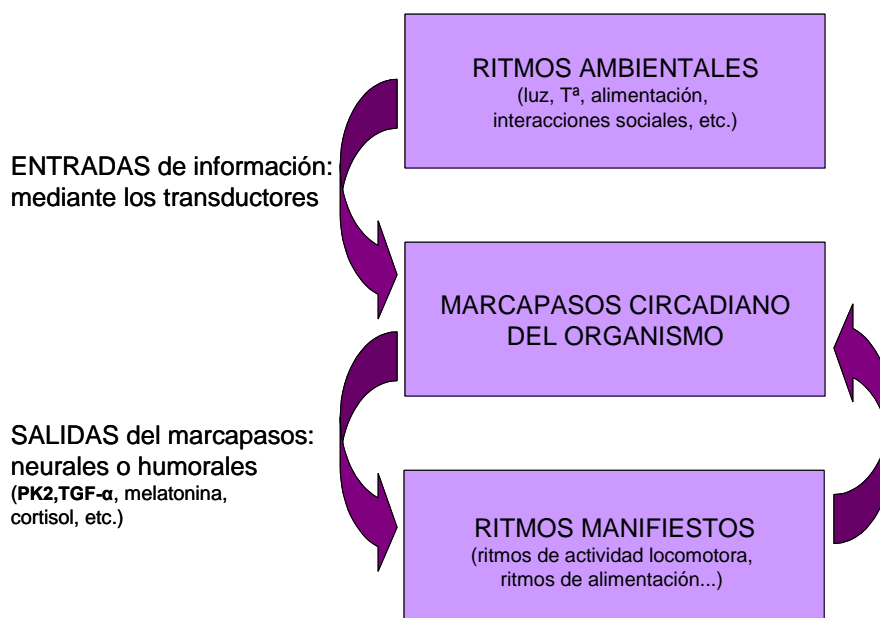 RITMOS AMBIENTALES
(luz, Tª, alimentación,
interacciones sociales, etc.)
ENTRADAS de información:
mediante los transductores
MARCAPASOS CIRCADIANO
DEL ORGANISMO
SALIDAS del marcapasos:
neurales o humorales
(PK2,TGF-α, melatonina,
cortisol, etc.)
RITMOS MANIFIESTOS
(ritmos de actividad locomotora,
ritmos de alimentación...)